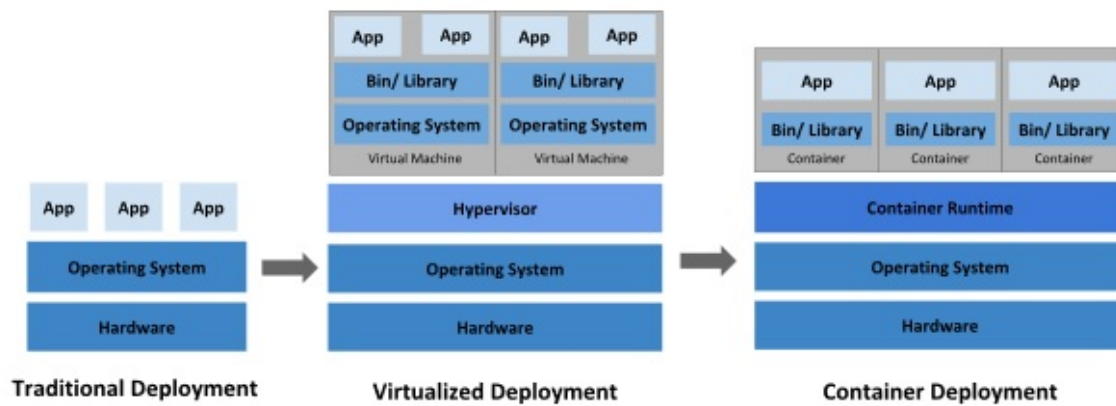 App App App
Operating System
Hardware
Traditional Deployment
App App App App
Bin/ Library Bin/ Library
Operating System Operating System
Virtual Machine Virtual Machine
Hypervisor
Operating System
Hardware
Virtualized Deployment
App App App
Bin/ Library Bin/ Library Bin/ Library
Container Container Container
Container Runtime
Operating System
Hardware
Container Deployment